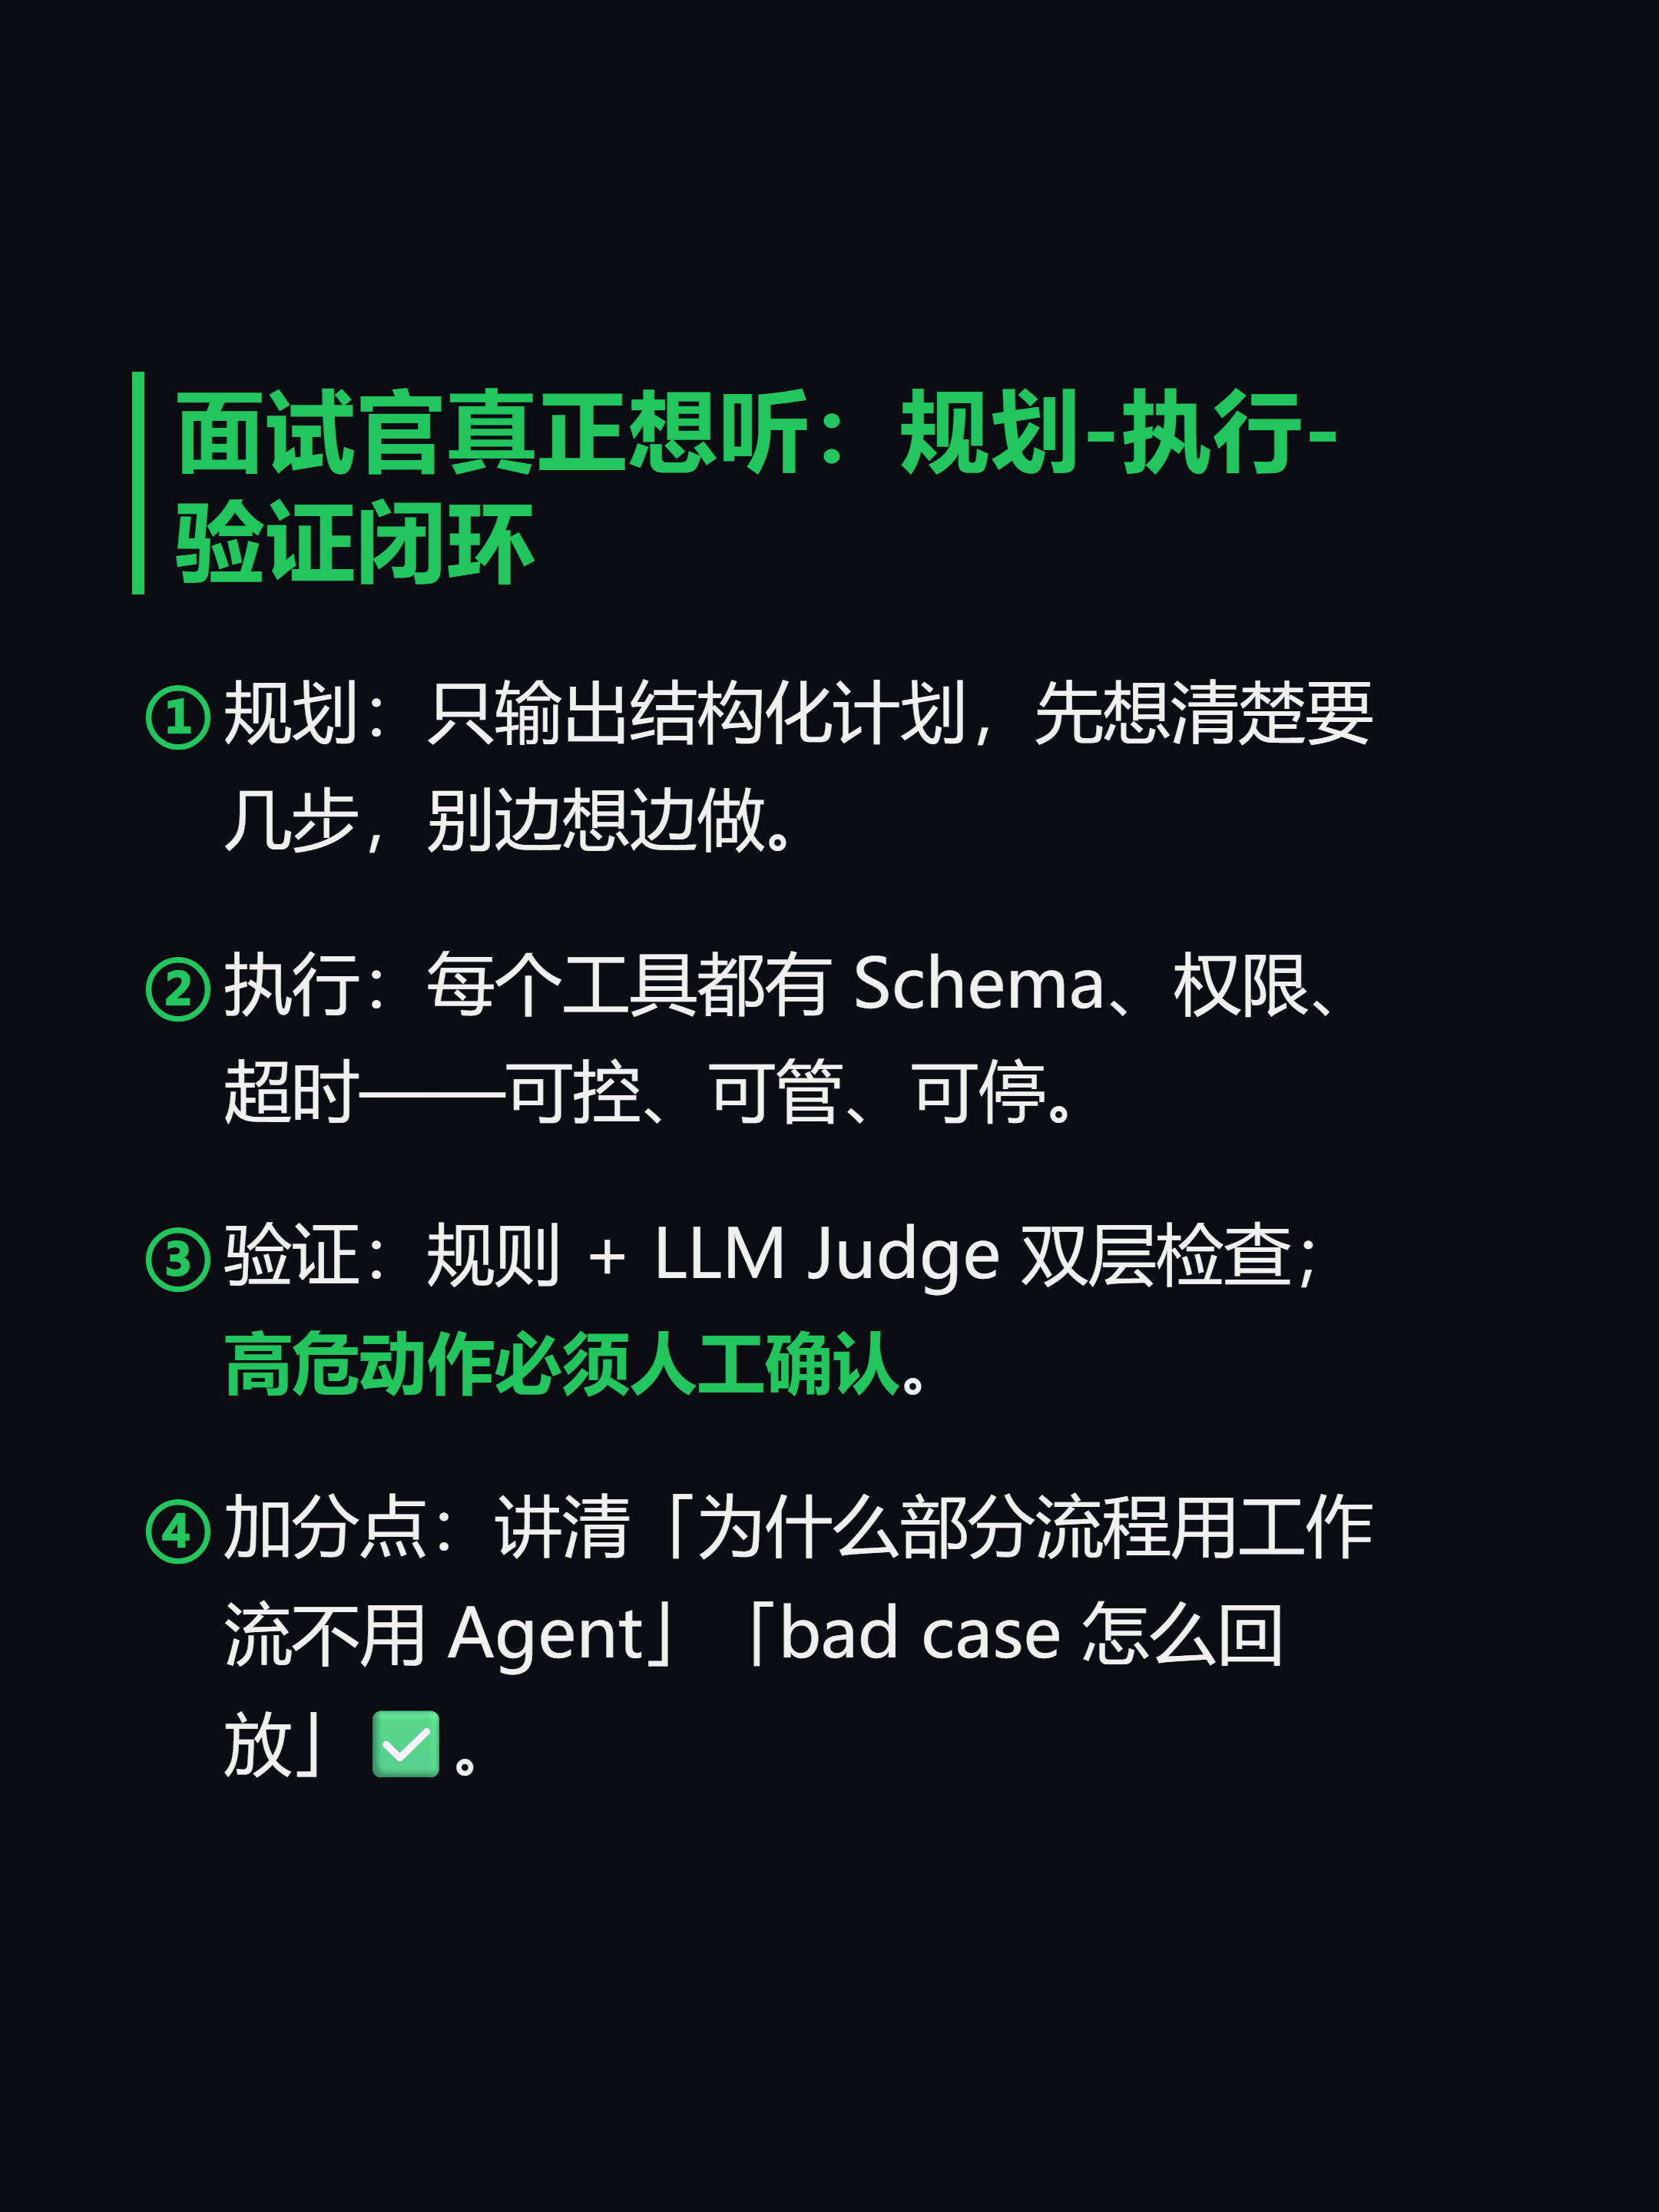 面试官真正想听：规划-执行-
验证闭环
① 规划：只输出结构化计划，先想清楚要
几步，别边想边做。
② 执行：每个工具都有 Schema、权限、
超时——可控、可管、可停。
③ 验证：规则 + LLM Judge 双层检查；
高危动作必须人工确认。
④ 加分点：讲清「为什么部分流程用工作
流不用 Agent」「bad case 怎么回
放」✅。